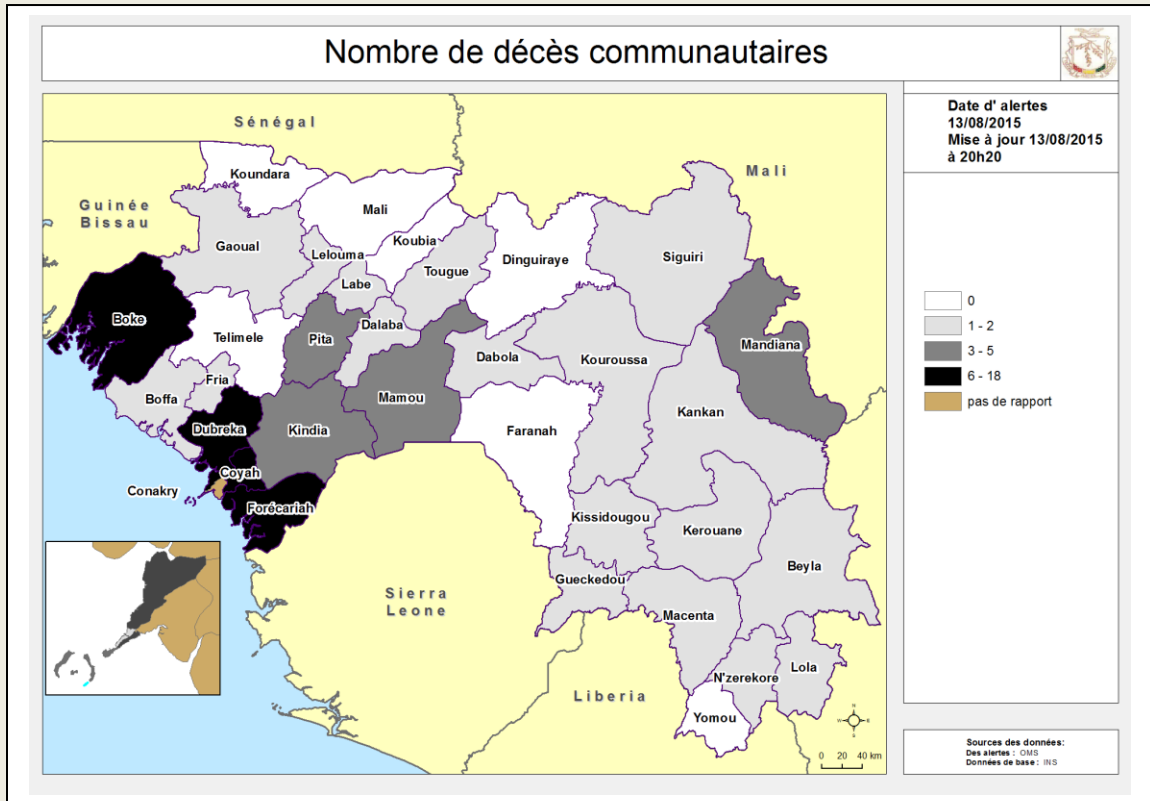 Nombre de décès communautaires
Date d' alertes
13/08/2015
Mise à jour 13/08/2015
à 20h20
0
1 - 2
3 - 5
6 - 18
pas de rapport
Sénégal
Mali
Guinée
Bissau
Koundara
Mali
Koubia
Gaoual
Lelouma
Labe
Tougue
Dinguiraye
Siguiri
Boke
Telimele
Pita
Dalaba
Dabola
Kouroussa
Mandiana
Fria
Boffa
Mamou
Kankan
Dubreka
Kindia
Faranah
Coyah
Conakry
Forécariah
Kissidougou
Kerouane
Beyla
Gueckedou
Sierra
Leone
Macenta
Lola
N'zerekore
Liberia
Yomou
N
W
E
S
0 20 40 km
Sources des données:
Des alertes : OMS
Données de base : INS